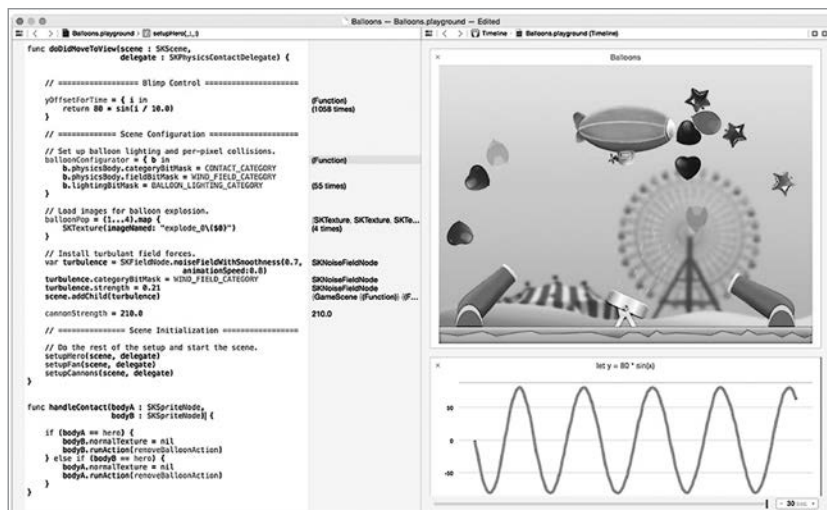 Balloons — Balloons.playground — Edited
Balloons.playground › setupHero(_:_:)
func doDidMoveToView(scene : SKScene,
delegate : SKPhysicsContactDelegate) {
// ================== Blimp Control =====================
yOffsetForTime = { i in
return 80 * sin(i / 10.0)
}
(Function)
(1058 times)
// ============= Scene Configuration ====================
// Set up balloon lighting and per-pixel collisions.
balloonConfigurator = { b in
b.physicsBody.categoryBitMask = CONTACT_CATEGORY
b.physicsBody.fieldBitMask = WIND_FIELD_CATEGORY
b.lightingBitMask = BALLOON_LIGHTING_CATEGORY
}
(Function)
(55 times)
// Load images for balloon explosion.
balloonPop = (1...4).map {
SKTexture(imageNamed: "explode_0\($0)")
}
[SKTexture, SKTexture, SKTe...
(4 times)
// Install turbulant field forces.
var turbulence = SKFieldNode.noiseFieldWithSmoothness(0.7,
animationSpeed:0.8)
turbulence.categoryBitMask = WIND_FIELD_CATEGORY
turbulence.strength = 0.21
scene.addChild(turbulence)
SKNoiseFieldNode
SKNoiseFieldNode
SKNoiseFieldNode
{GameScene {(Function)} {(F...
cannonStrength = 210.0
210.0
// =============== Scene Initialization =================
// Do the rest of the setup and start the scene.
setupHero(scene, delegate)
setupFan(scene, delegate)
setupCannons(scene, delegate)
}
func handleContact(bodyA : SKSpriteNode,
bodyB : SKSpriteNode) {
if (bodyA == hero) {
bodyB.normalTexture = nil
bodyB.runAction(removeBalloonAction)
} else if (bodyB == hero) {
bodyA.normalTexture = nil
bodyA.runAction(removeBalloonAction)
}
}
Timeline › Balloons.playground (Timeline)
Balloons
let y = 80 * sin(x)
50
0
-50
- 30 sec +